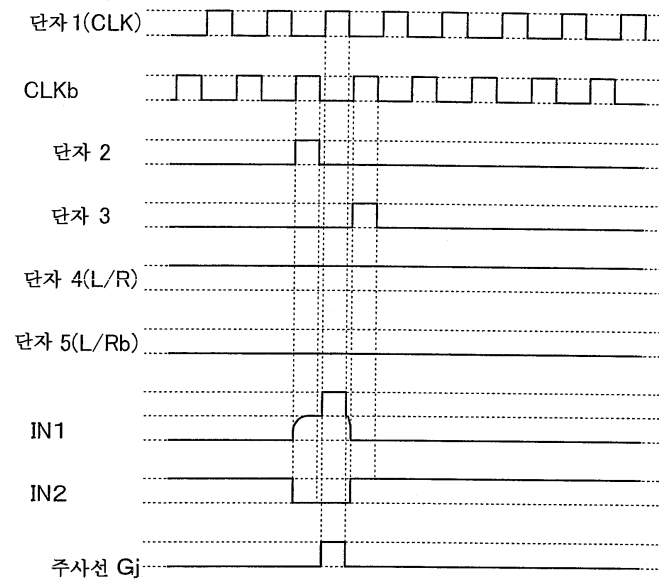 단자 1(CLK)
CLKb
단자 2
단자 3
단자 4(L/R)
단자 5(L/Rb)
IN1
IN2
주사선 Gj